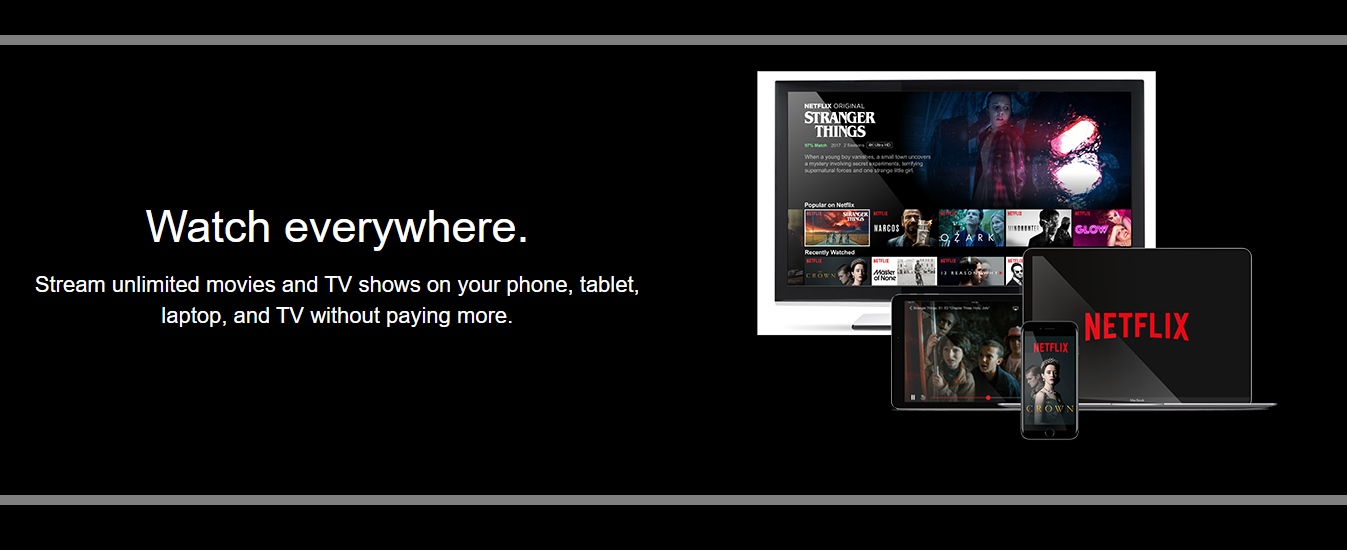 Watch everywhere.
Stream unlimited movies and TV shows on your phone, tablet,
laptop, and TV without paying more.
NETFLIX ORIGINAL
STRANGER
THINGS
97% Match 2017 2 Seasons 4K Ultra HD
When a young boy vanishes, a small town uncovers
a mystery involving secret experiments, terrifying
supernatural forces and one strange little girl.
Popular on Netflix
NETFLIX STRANGER THINGS
NETFLIX NARCOS
NETFLIX OZARK
NETFLIX MINDHUNTER
NETFLIX GLOW
Recently Watched
NETFLIX CROWN
NETFLIX Master of None
NETFLIX 13 REASONS WHY
NETFLIX
NETFLIX
NETFLIX
CROWN
MacBook